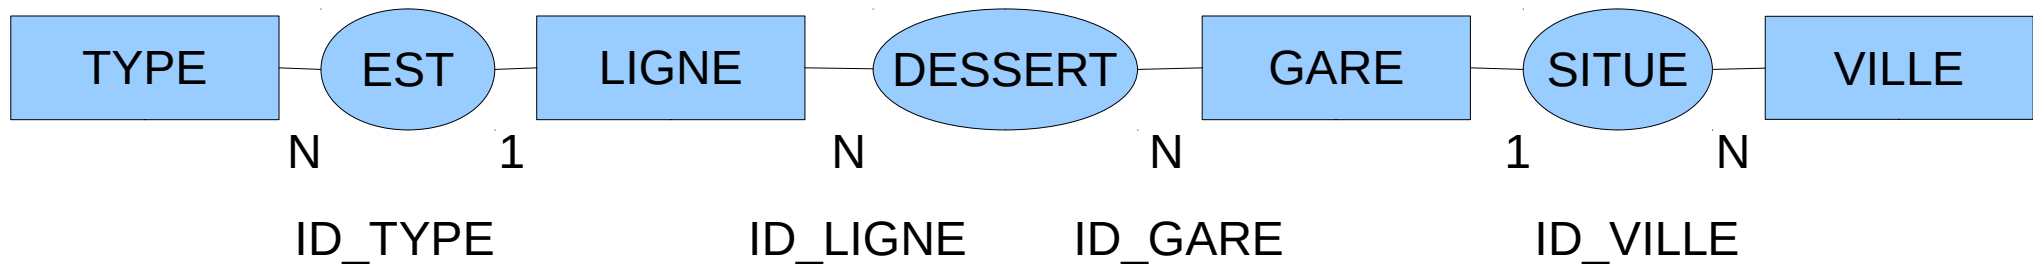 TYPE EST LIGNE DESSERT GARE SITUE VILLE
N 1 N N 1 N
ID_TYPE ID_LIGNE ID_GARE ID_VILLE